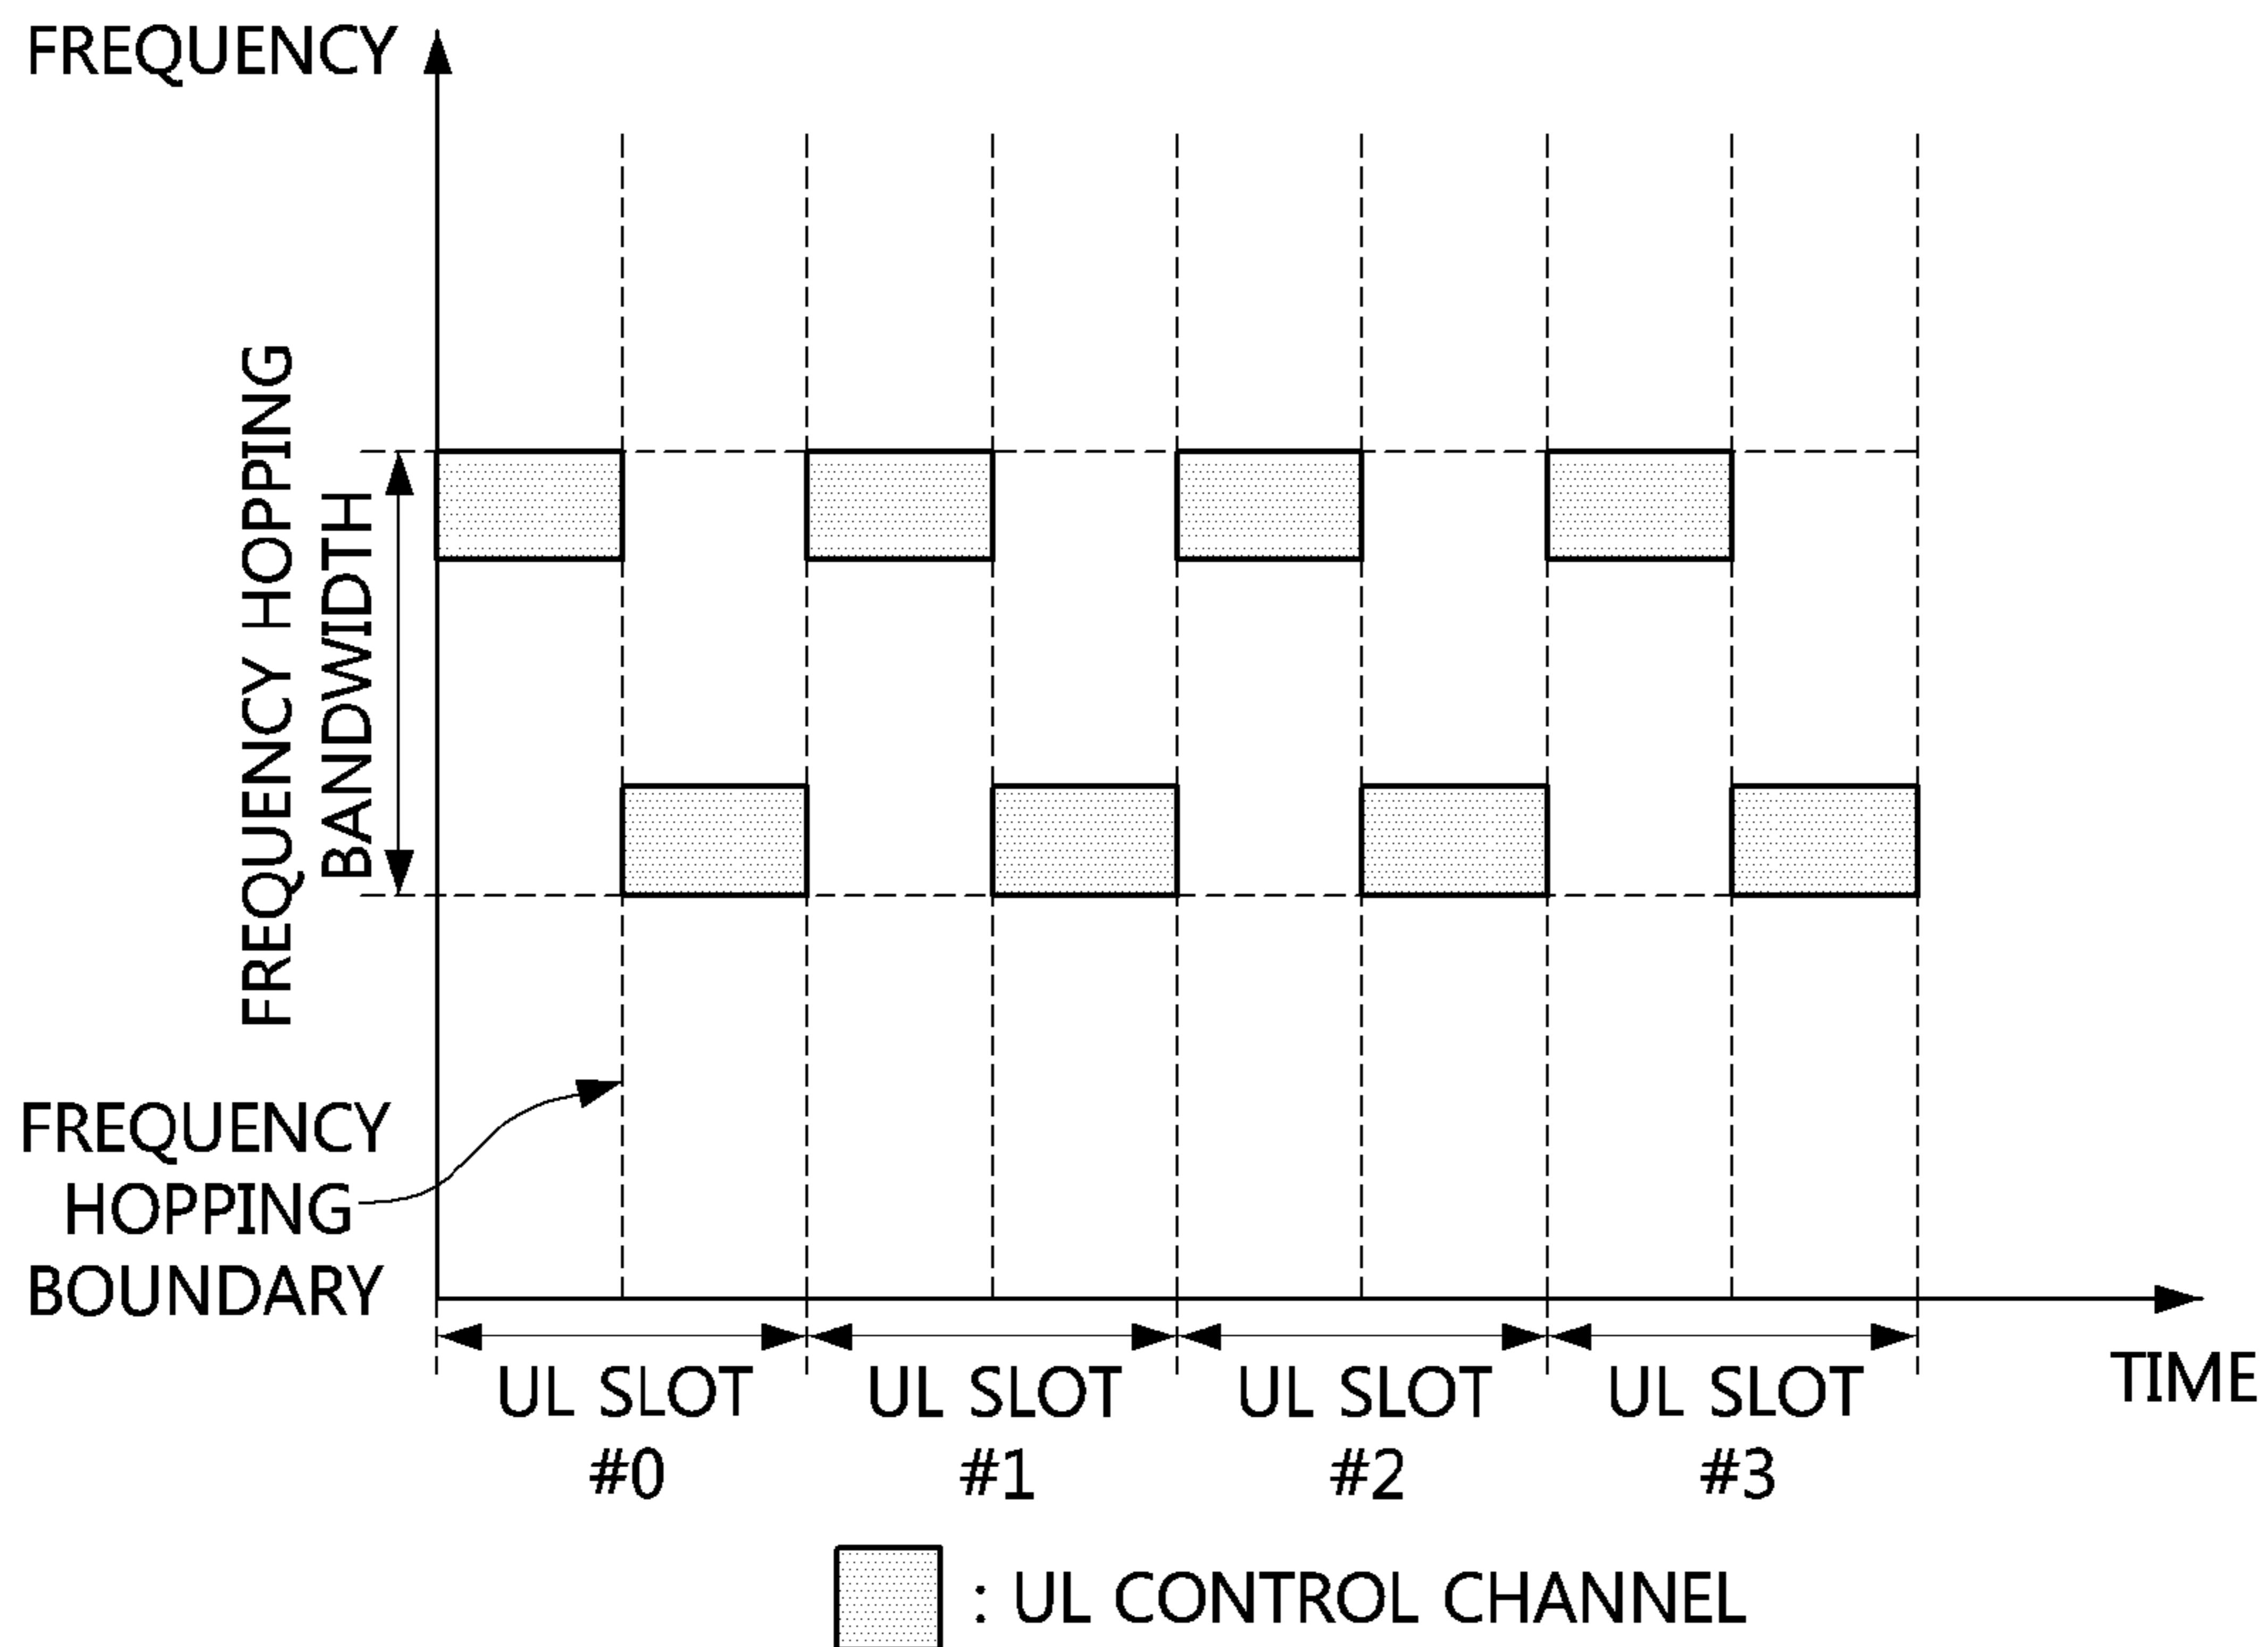 FREQUENCY
FREQUENCY HOPPING
BANDWIDTH
FREQUENCY
HOPPING
BOUNDARY
UL SLOT
#0
UL SLOT
#1
UL SLOT
#2
UL SLOT
#3
TIME
: UL CONTROL CHANNEL